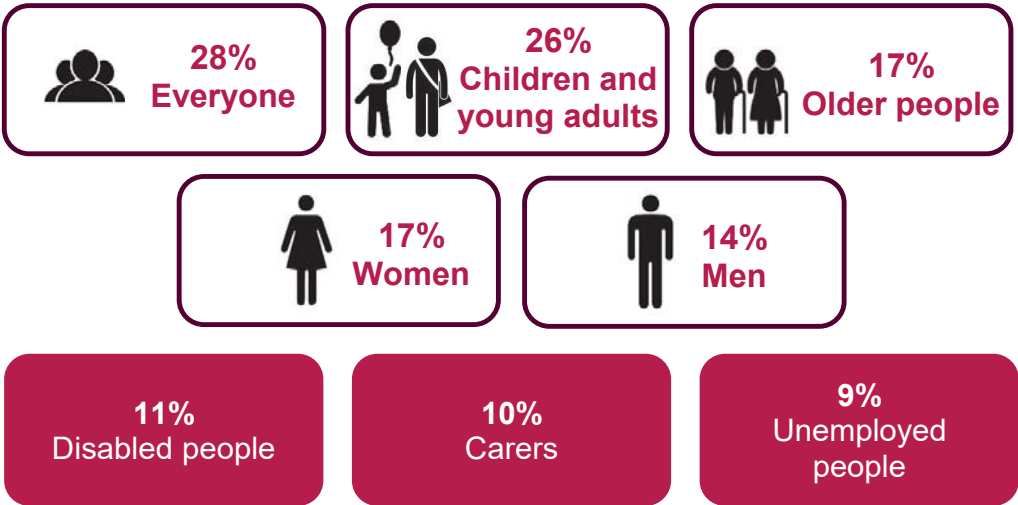 28%
Everyone
26%
Children and
young adults
17%
Older people
17%
Women
14%
Men
11%
Disabled people
10%
Carers
9%
Unemployed
people